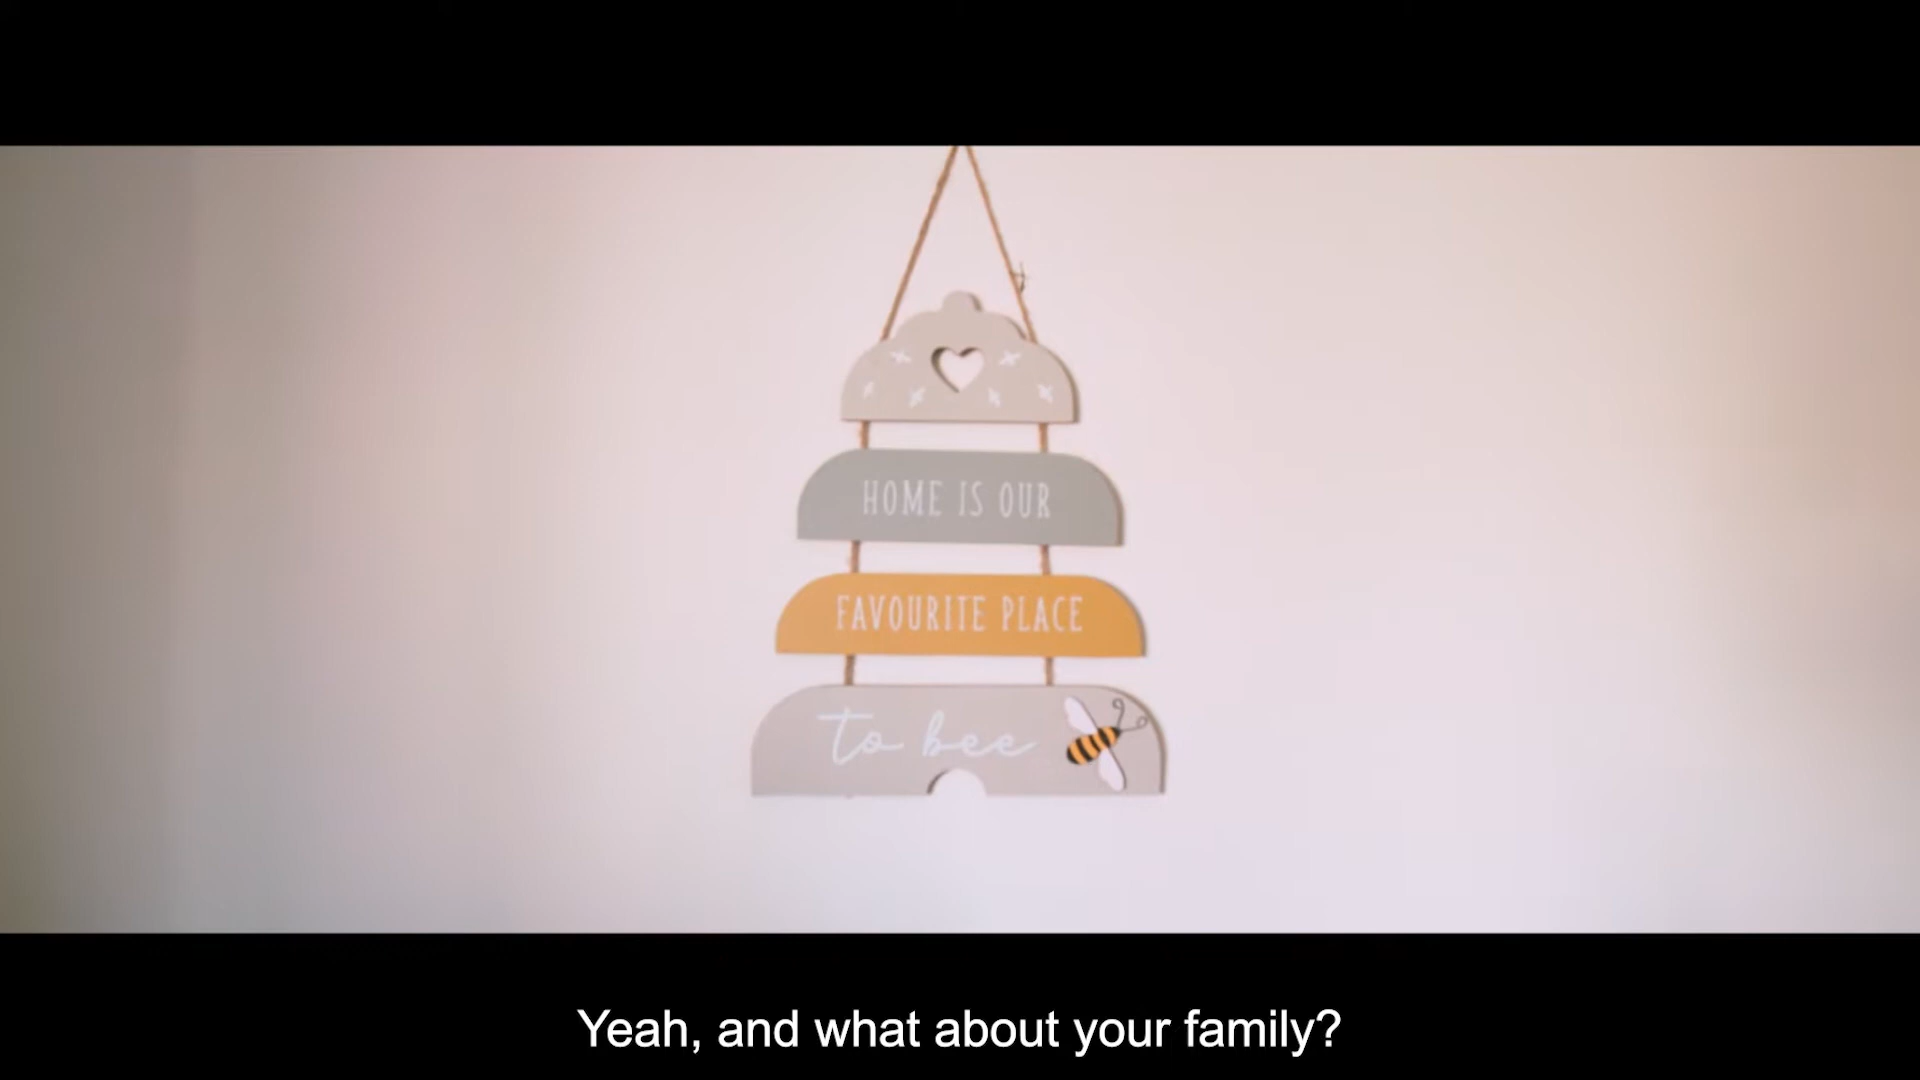 HOME IS OUR
FAVOURITE PLACE
to bee
Yeah, and what about your family?